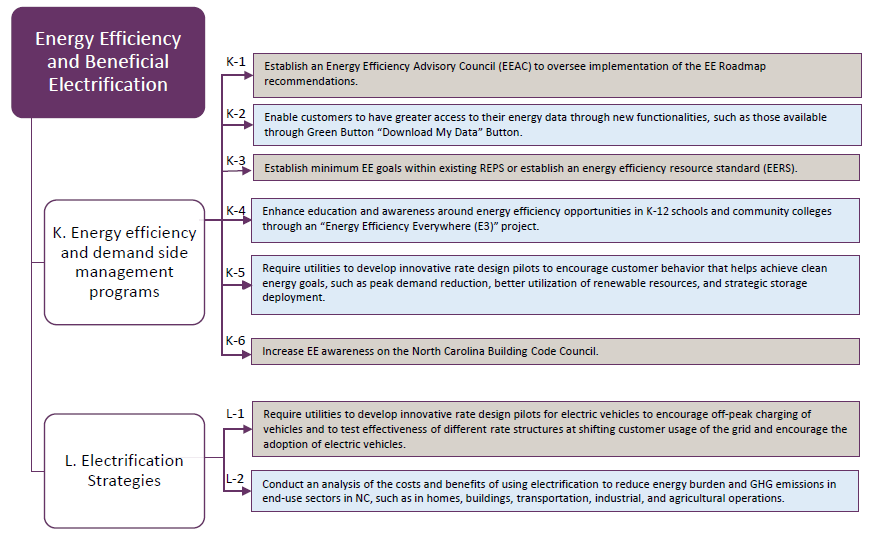 Energy Efficiency
and Beneficial
Electrification
K. Energy efficiency
and demand side
management
programs
K-1
Establish an Energy Efficiency Advisory Council (EEAC) to oversee implementation of the EE Roadmap
recommendations.
K-2
Enable customers to have greater access to their energy data through new functionalities, such as those available
through Green Button “Download My Data” Button.
K-3
Establish minimum EE goals within existing REPS or establish an energy efficiency resource standard (EERS).
K-4
Enhance education and awareness around energy efficiency opportunities in K-12 schools and community colleges
through an “Energy Efficiency Everywhere (E3)” project.
K-5
Require utilities to develop innovative rate design pilots to encourage customer behavior that helps achieve clean
energy goals, such as peak demand reduction, better utilization of renewable resources, and strategic storage
deployment.
K-6
Increase EE awareness on the North Carolina Building Code Council.
L. Electrification
Strategies
L-1
Require utilities to develop innovative rate design pilots for electric vehicles to encourage off-peak charging of
vehicles and to test effectiveness of different rate structures at shifting customer usage of the grid and encourage the
adoption of electric vehicles.
L-2
Conduct an analysis of the costs and benefits of using electrification to reduce energy burden and GHG emissions in
end-use sectors in NC, such as in homes, buildings, transportation, industrial, and agricultural operations.